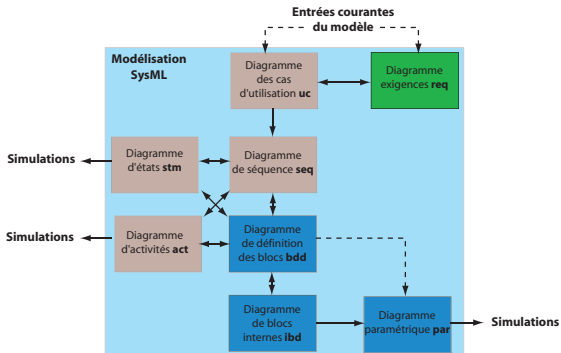 Entrées courantes
du modèle
Modélisation
SysML
Diagramme
des cas
d'utilisation uc
Diagramme
exigences req
Simulations
Diagramme
d'états stm
Diagramme
de séquence seq
Simulations
Diagramme
d'activités act
Diagramme
de définition
des blocs bdd
Diagramme
de blocs
internes ibd
Diagramme
paramétrique par
Simulations